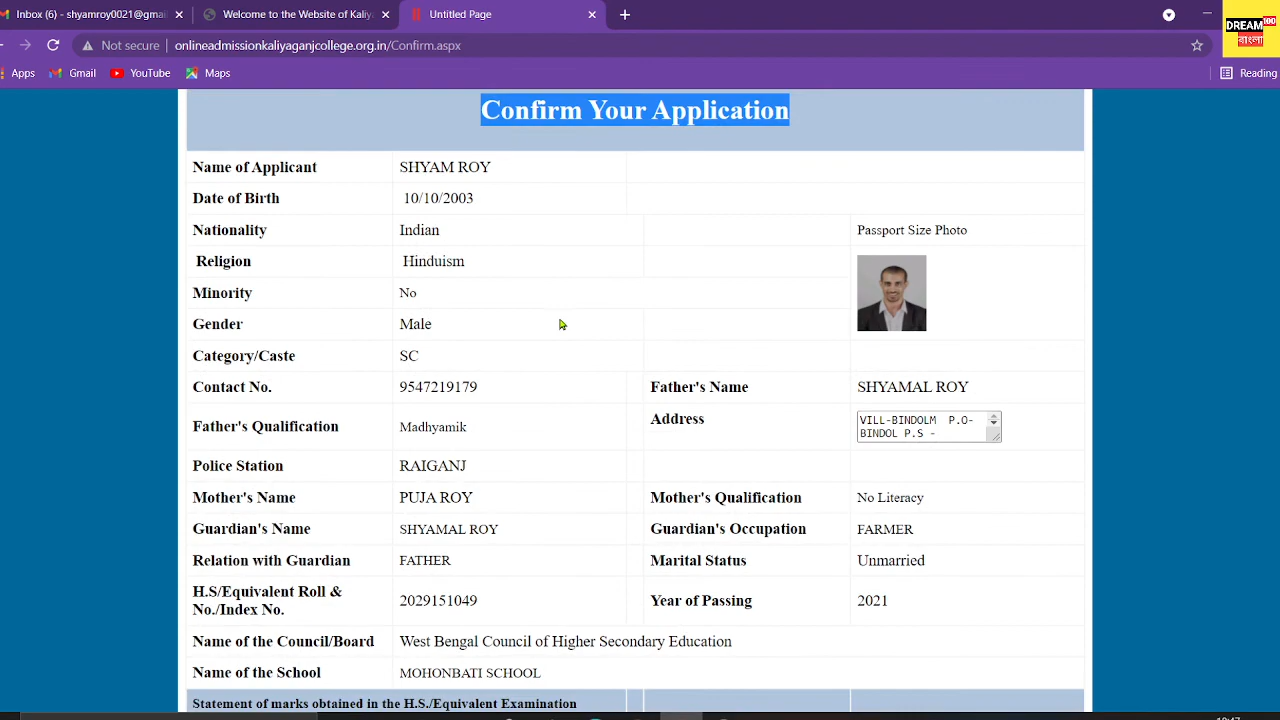 Inbox (6) - shyamroy0021@gma
Welcome to the Website of Kaliy
Untitled Page
DREAM100
বাংলা
Not secure
onlineadmissionkaliyaganjcollege.org.in/Confirm.aspx
Apps
Gmail
YouTube
Maps
Reading
Confirm Your Application
Name of Applicant SHYAM ROY
Date of Birth 10/10/2003
Nationality Indian Passport Size Photo
Religion Hinduism
Minority No
Gender Male
Category/Caste SC
Contact No. 9547219179 Father's Name SHYAMAL ROY
Father's Qualification Madhyamik Address VILL-BINDOLM P.O-
BINDOL P.S -
Police Station RAIGANJ
Mother's Name PUJA ROY Mother's Qualification No Literacy
Guardian's Name SHYAMAL ROY Guardian's Occupation FARMER
Relation with Guardian FATHER Marital Status Unmarried
H.S/Equivalent Roll &
No./Index No. 2029151049 Year of Passing 2021
Name of the Council/Board West Bengal Council of Higher Secondary Education
Name of the School MOHONBATI SCHOOL
Statement of marks obtained in the H.S./Equivalent Examination